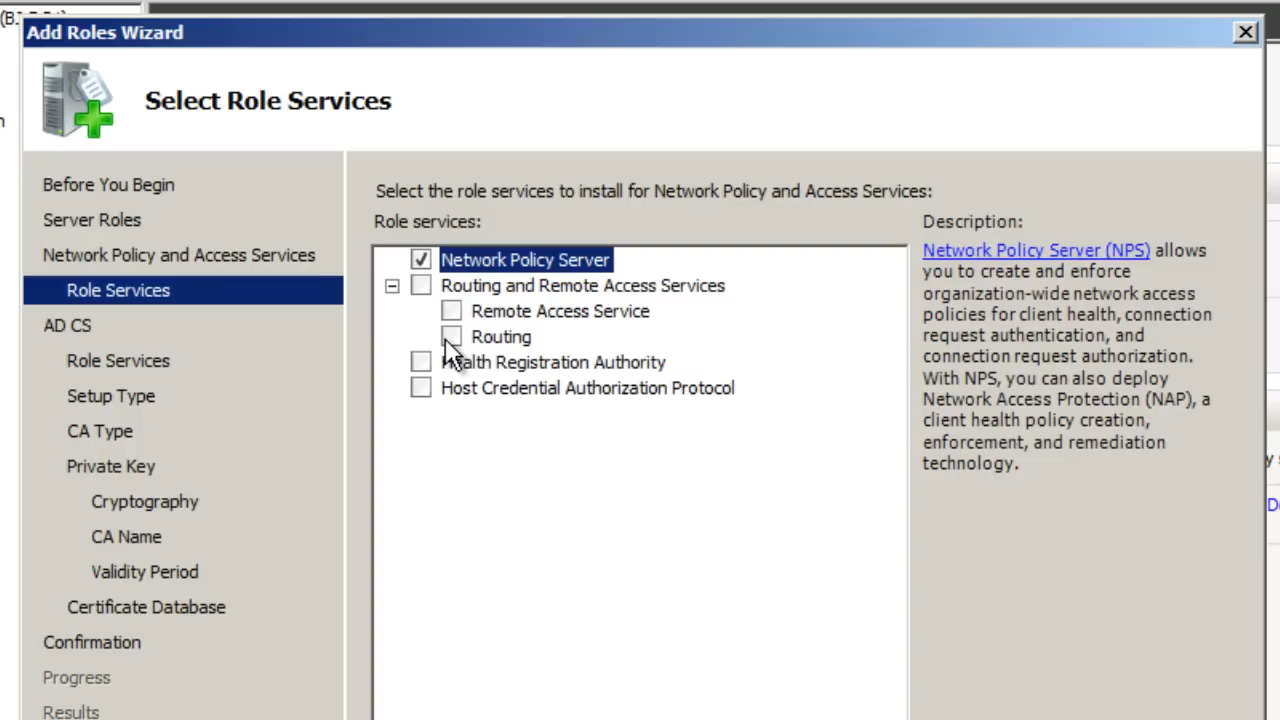 Add Roles Wizard
Select Role Services
Before You Begin
Server Roles
Network Policy and Access Services
Role Services
AD CS
Role Services
Setup Type
CA Type
Private Key
Cryptography
CA Name
Validity Period
Certificate Database
Confirmation
Progress
Results
Select the role services to install for Network Policy and Access Services:
Role services:
Network Policy Server
Routing and Remote Access Services
Remote Access Service
Routing
Health Registration Authority
Host Credential Authorization Protocol
Description:
Network Policy Server (NPS) allows
you to create and enforce
organization-wide network access
policies for client health, connection
request authentication, and
connection request authorization.
With NPS, you can also deploy
Network Access Protection (NAP), a
client health policy creation,
enforcement, and remediation
technology.